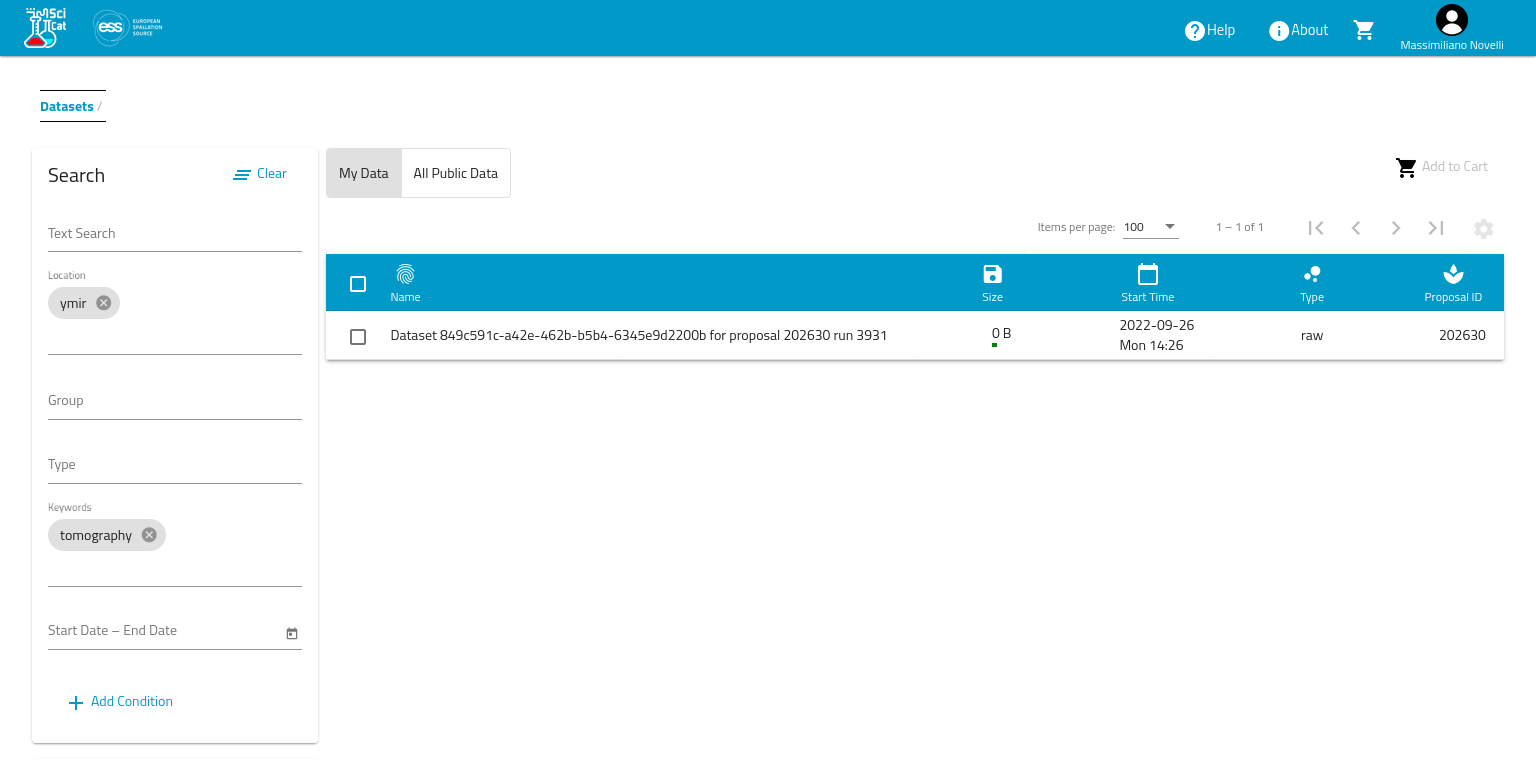 Sci
Cat
ess
EUROPEAN
SPALLATION
SOURCE
Help
About
Massimiliano Novelli
Datasets /
Search
Clear
Text Search
Location
ymir
Group
Type
Keywords
tomography
Start Date – End Date
Add Condition
My Data
All Public Data
Add to Cart
Items per page: 100
1 – 1 of 1
Name
Size
Start Time
Type
Proposal ID
Dataset 849c591c-a42e-462b-b5b4-6345e9d2200b for proposal 202630 run 3931
0 B
2022-09-26
Mon 14:26
raw
202630